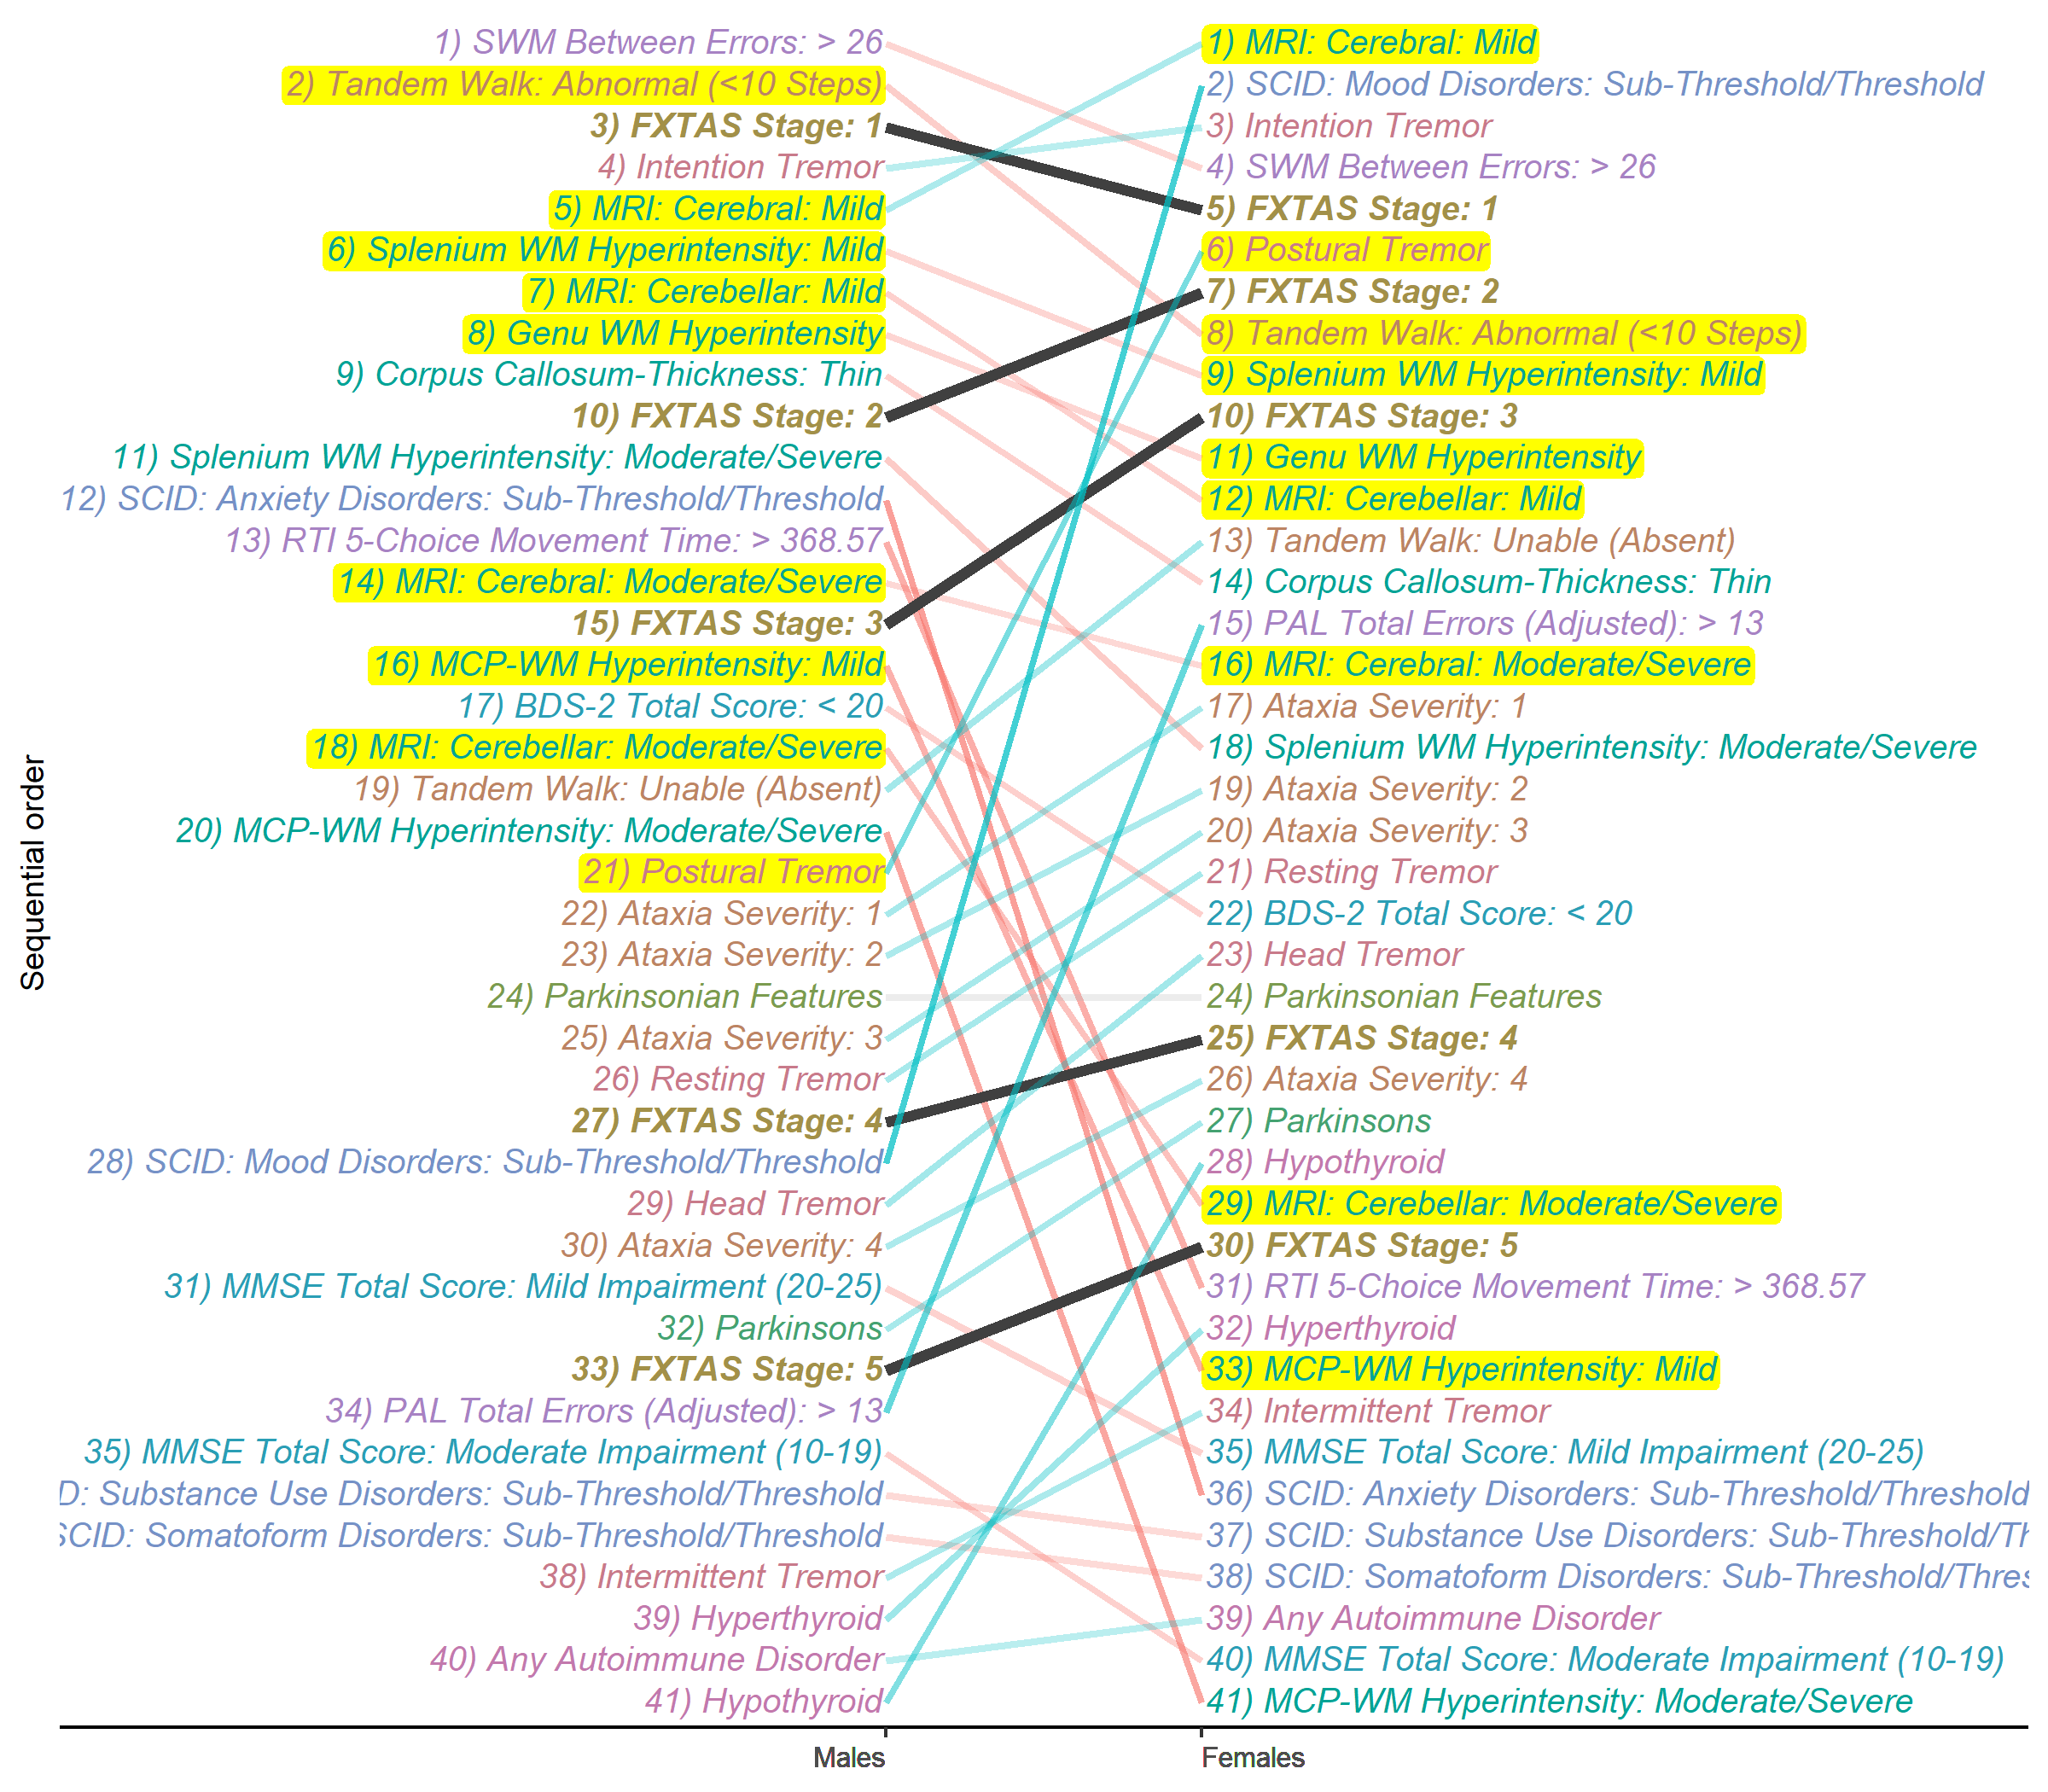 Sequential order
1) SWM Between Errors: > 26
2) Tandem Walk: Abnormal (<10 Steps)
3) FXTAS Stage: 1
4) Intention Tremor
5) MRI: Cerebral: Mild
6) Splenium WM Hyperintensity: Mild
7) MRI: Cerebellar: Mild
8) Genu WM Hyperintensity
9) Corpus Callosum-Thickness: Thin
10) FXTAS Stage: 2
11) Splenium WM Hyperintensity: Moderate/Severe
12) SCID: Anxiety Disorders: Sub-Threshold/Threshold
13) RTI 5-Choice Movement Time: > 368.57
14) MRI: Cerebral: Moderate/Severe
15) FXTAS Stage: 3
16) MCP-WM Hyperintensity: Mild
17) BDS-2 Total Score: < 20
18) MRI: Cerebellar: Moderate/Severe
19) Tandem Walk: Unable (Absent)
20) MCP-WM Hyperintensity: Moderate/Severe
21) Postural Tremor
22) Ataxia Severity: 1
23) Ataxia Severity: 2
24) Parkinsonian Features
25) Ataxia Severity: 3
26) Resting Tremor
27) FXTAS Stage: 4
28) SCID: Mood Disorders: Sub-Threshold/Threshold
29) Head Tremor
30) Ataxia Severity: 4
31) MMSE Total Score: Mild Impairment (20-25)
32) Parkinsons
33) FXTAS Stage: 5
34) PAL Total Errors (Adjusted): > 13
35) MMSE Total Score: Moderate Impairment (10-19)
D: Substance Use Disorders: Sub-Threshold/Threshold
SCID: Somatoform Disorders: Sub-Threshold/Threshold
38) Intermittent Tremor
39) Hyperthyroid
40) Any Autoimmune Disorder
41) Hypothyroid
Males
1) MRI: Cerebral: Mild
2) SCID: Mood Disorders: Sub-Threshold/Threshold
3) Intention Tremor
4) SWM Between Errors: > 26
5) FXTAS Stage: 1
6) Postural Tremor
7) FXTAS Stage: 2
8) Tandem Walk: Abnormal (<10 Steps)
9) Splenium WM Hyperintensity: Mild
10) FXTAS Stage: 3
11) Genu WM Hyperintensity
12) MRI: Cerebellar: Mild
13) Tandem Walk: Unable (Absent)
14) Corpus Callosum-Thickness: Thin
15) PAL Total Errors (Adjusted): > 13
16) MRI: Cerebral: Moderate/Severe
17) Ataxia Severity: 1
18) Splenium WM Hyperintensity: Moderate/Severe
19) Ataxia Severity: 2
20) Ataxia Severity: 3
21) Resting Tremor
22) BDS-2 Total Score: < 20
23) Head Tremor
24) Parkinsonian Features
25) FXTAS Stage: 4
26) Ataxia Severity: 4
27) Parkinsons
28) Hypothyroid
29) MRI: Cerebellar: Moderate/Severe
30) FXTAS Stage: 5
31) RTI 5-Choice Movement Time: > 368.57
32) Hyperthyroid
33) MCP-WM Hyperintensity: Mild
34) Intermittent Tremor
35) MMSE Total Score: Mild Impairment (20-25)
36) SCID: Anxiety Disorders: Sub-Threshold/Threshold
37) SCID: Substance Use Disorders: Sub-Threshold/Th
38) SCID: Somatoform Disorders: Sub-Threshold/Thres
39) Any Autoimmune Disorder
40) MMSE Total Score: Moderate Impairment (10-19)
41) MCP-WM Hyperintensity: Moderate/Severe
Females